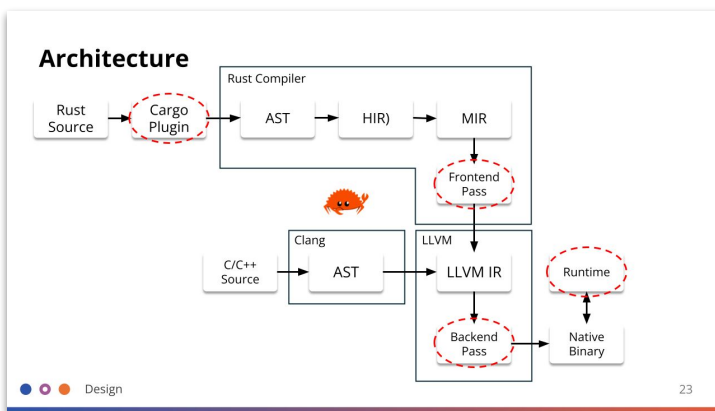 Architecture
Rust Compiler
Rust
Source
Cargo
Plugin
AST
HIR)
MIR
Frontend
Pass
Clang
LLVM
C/C++
Source
AST
LLVM IR
Runtime
Backend
Pass
Native
Binary
Design
23